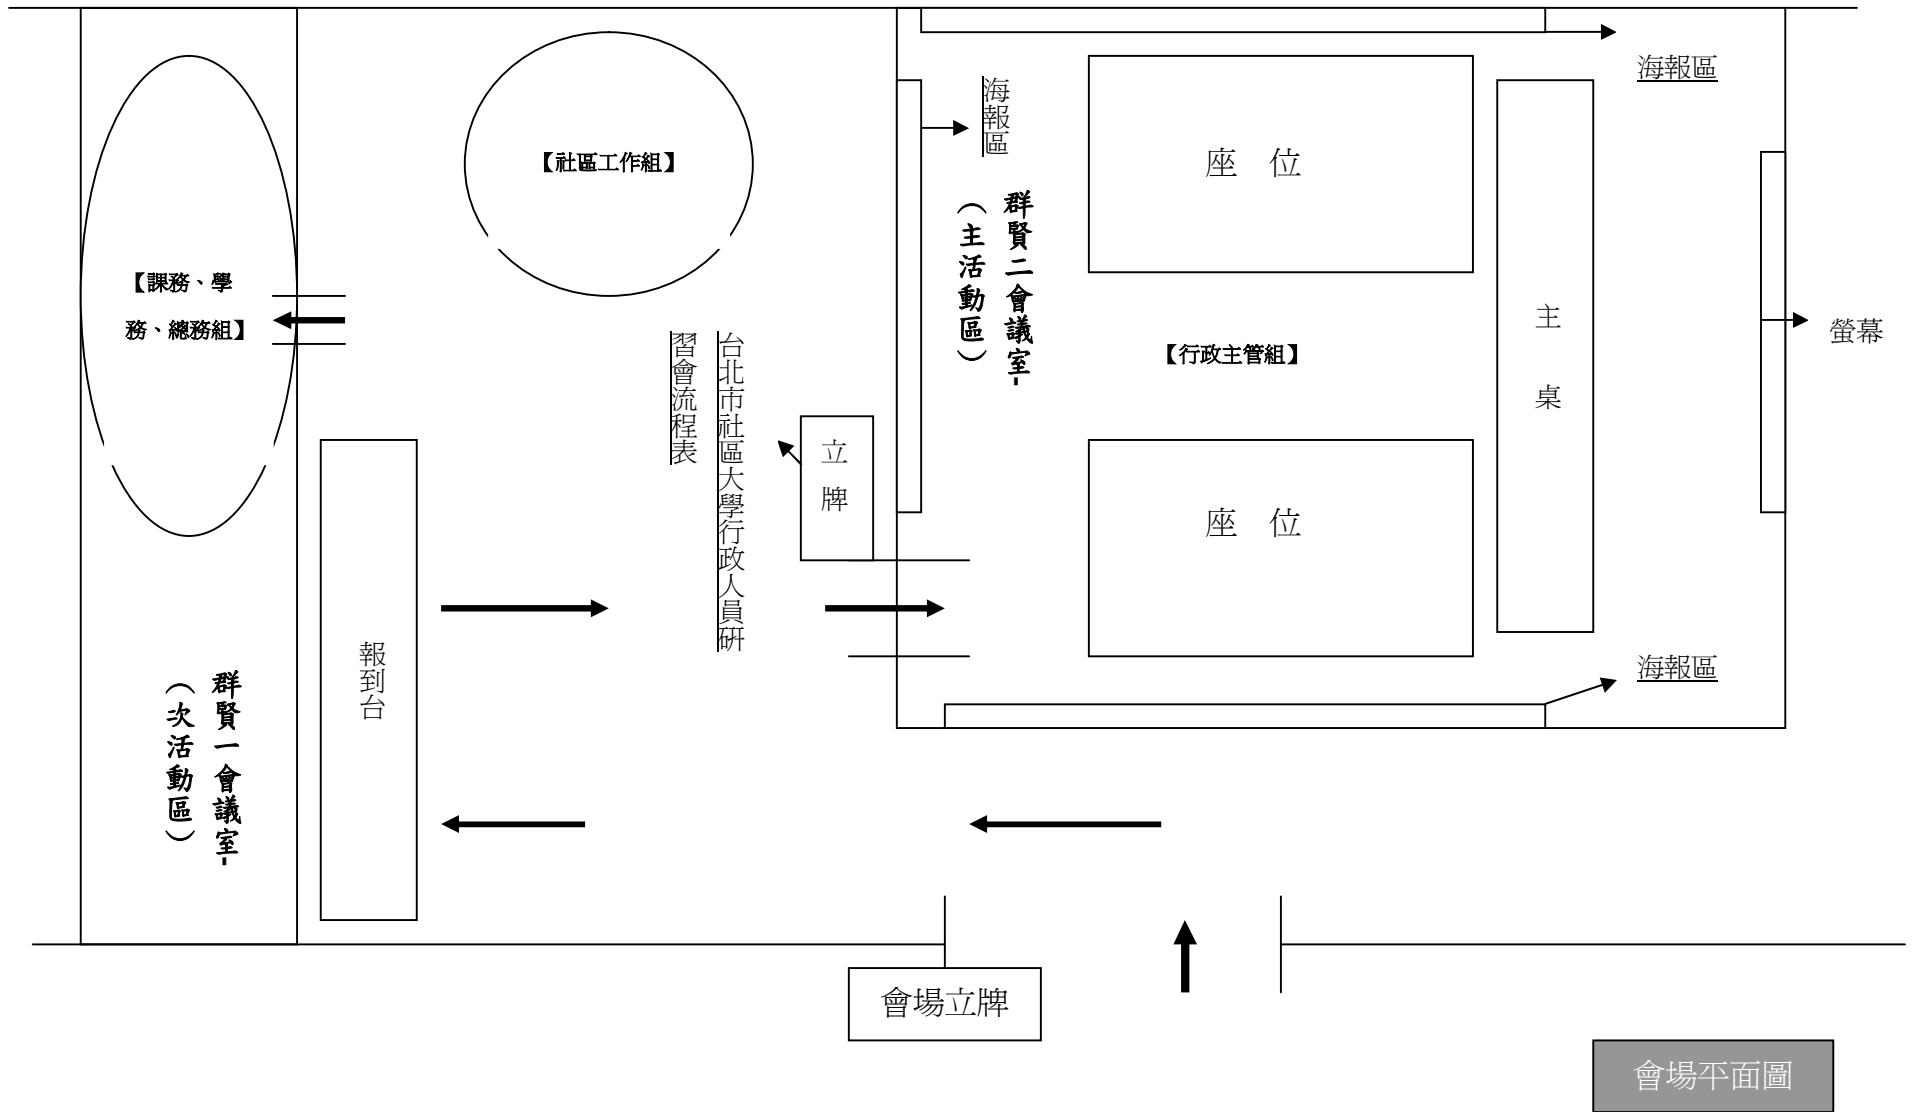 海報區
海報區
【社區工作組】
座 位
群賢二會議室-
(主活動區)
【課務、學
務、總務組】
主桌
螢幕
【行政主管組】
台北市社區大學行政人員研
習會流程表
立牌
座 位
報到台
海報區
群賢一會議室-
(次活動區)
會場立牌
會場平面圖